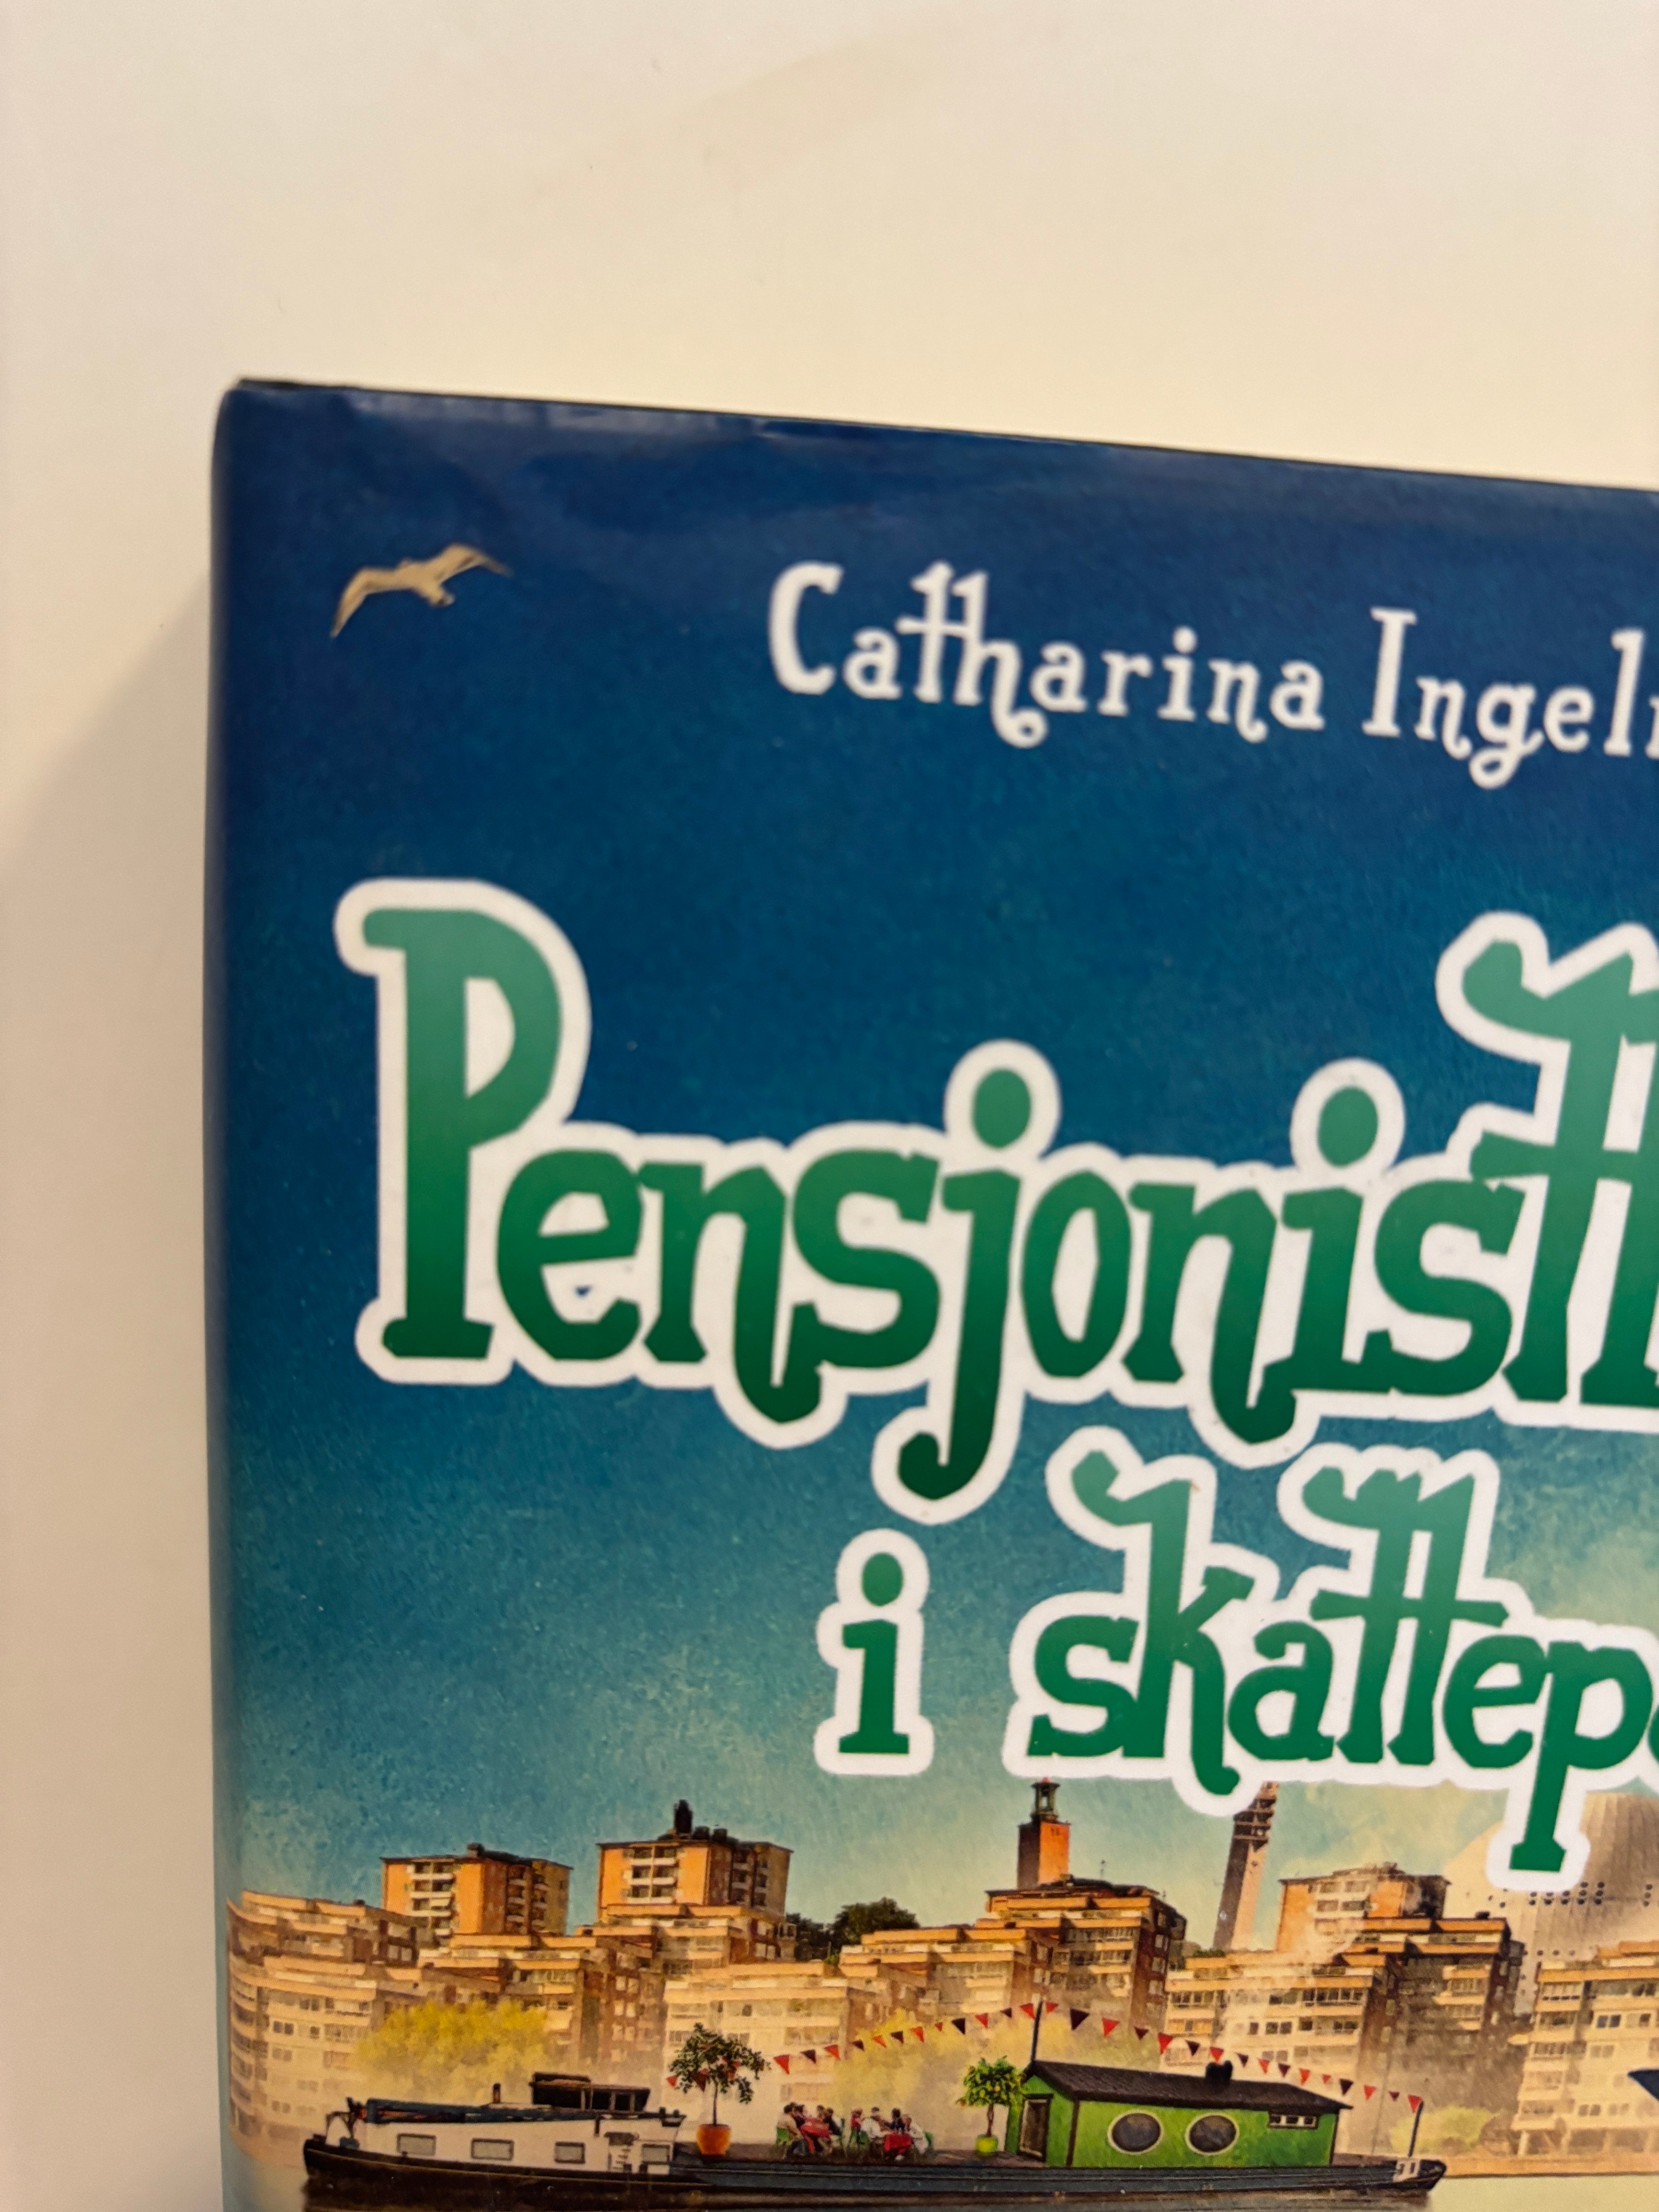 Catharina Ingel
Pensjonist
i skattep